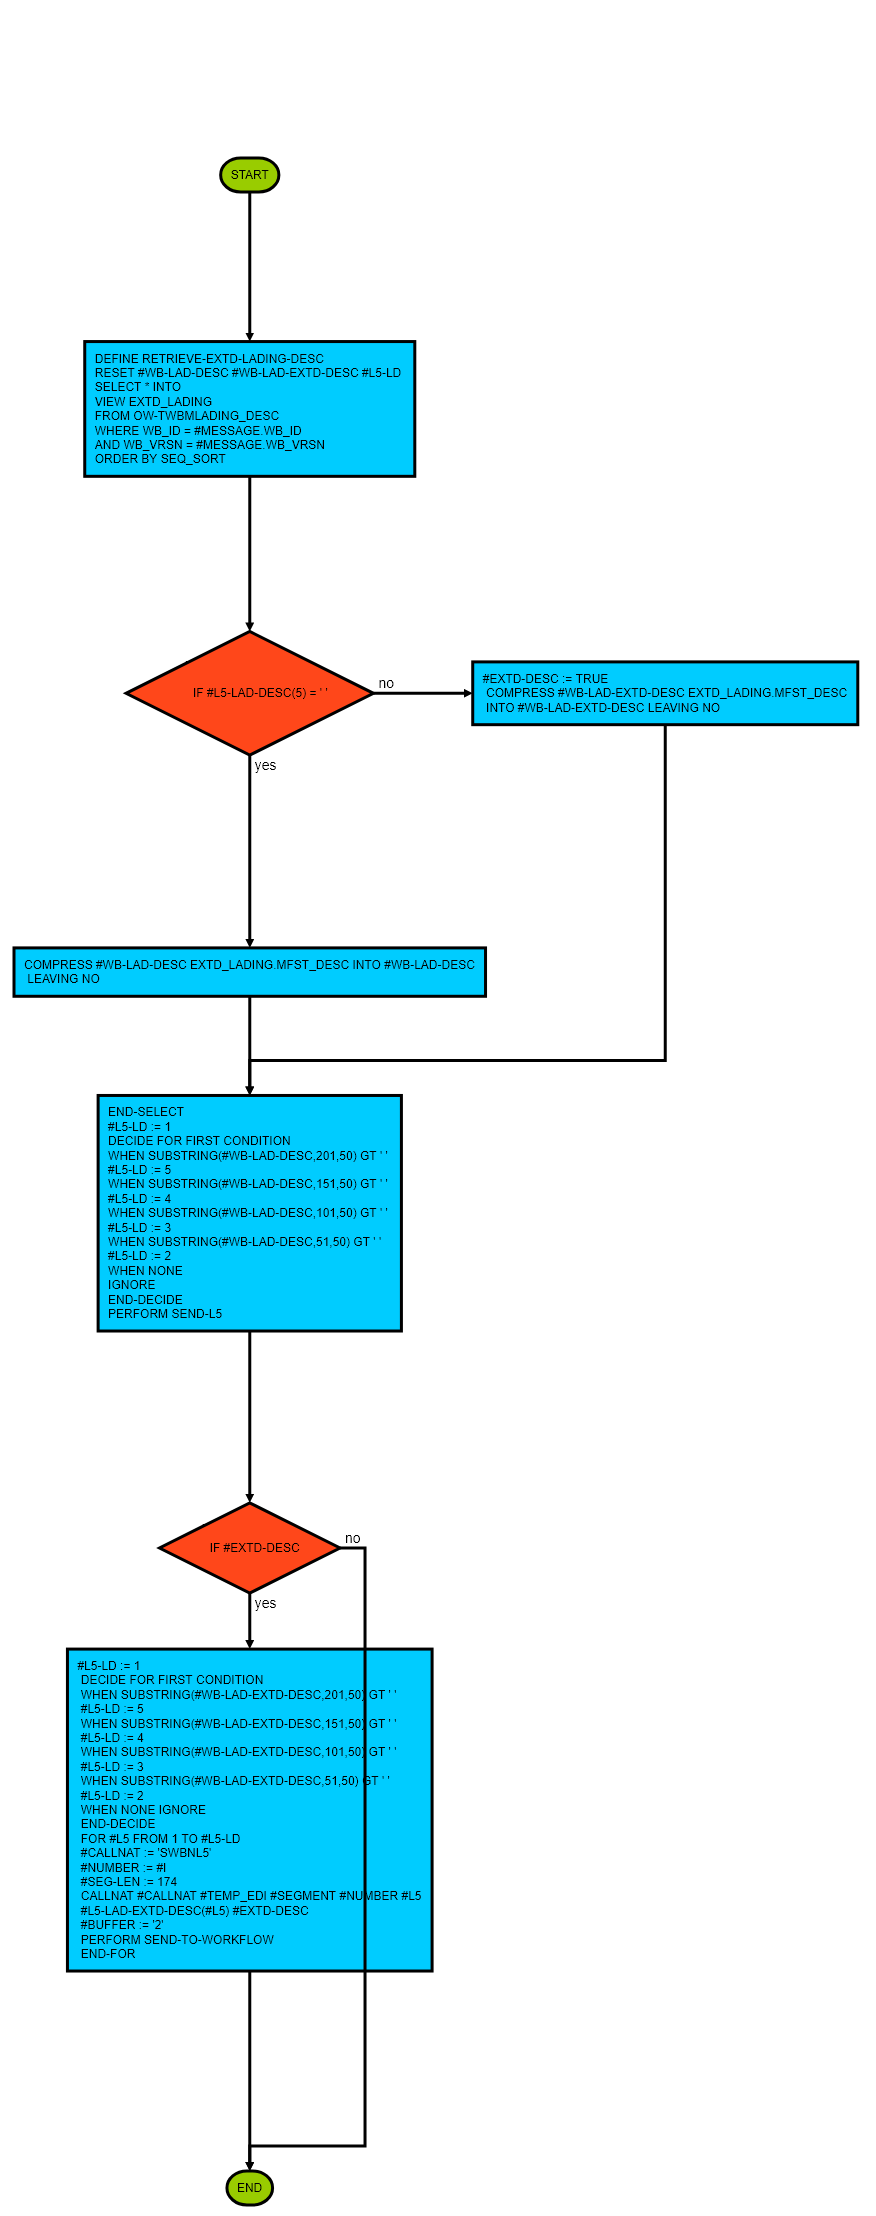 START
DEFINE RETRIEVE-EXTD-LADING-DESC
RESET #WB-LAD-DESC #WB-LAD-EXTD-DESC #L5-LD
SELECT * INTO
VIEW EXTD_LADING
FROM OW-TWBMLADING_DESC
WHERE WB_ID = #MESSAGE.WB_ID
AND WB_VRSN = #MESSAGE.WB_VRSN
ORDER BY SEQ_SORT
IF #L5-LAD-DESC(5) = ' '
no
#EXTD-DESC := TRUE
COMPRESS #WB-LAD-EXTD-DESC EXTD_LADING.MFST_DESC
INTO #WB-LAD-EXTD-DESC LEAVING NO
yes
COMPRESS #WB-LAD-DESC EXTD_LADING.MFST_DESC INTO #WB-LAD-DESC
LEAVING NO
END-SELECT
#L5-LD := 1
DECIDE FOR FIRST CONDITION
WHEN SUBSTRING(#WB-LAD-DESC,201,50) GT ' '
#L5-LD := 5
WHEN SUBSTRING(#WB-LAD-DESC,151,50) GT ' '
#L5-LD := 4
WHEN SUBSTRING(#WB-LAD-DESC,101,50) GT ' '
#L5-LD := 3
WHEN SUBSTRING(#WB-LAD-DESC,51,50) GT ' '
#L5-LD := 2
WHEN NONE
IGNORE
END-DECIDE
PERFORM SEND-L5
IF #EXTD-DESC
no
yes
#L5-LD := 1
DECIDE FOR FIRST CONDITION
WHEN SUBSTRING(#WB-LAD-EXTD-DESC,201,50) GT ' '
#L5-LD := 5
WHEN SUBSTRING(#WB-LAD-EXTD-DESC,151,50) GT ' '
#L5-LD := 4
WHEN SUBSTRING(#WB-LAD-EXTD-DESC,101,50) GT ' '
#L5-LD := 3
WHEN SUBSTRING(#WB-LAD-EXTD-DESC,51,50) GT ' '
#L5-LD := 2
WHEN NONE IGNORE
END-DECIDE
FOR #L5 FROM 1 TO #L5-LD
#CALLNAT := 'SWBNL5'
#NUMBER := #I
#SEG-LEN := 174
CALLNAT #CALLNAT #TEMP_EDI #SEGMENT #NUMBER #L5
#L5-LAD-EXTD-DESC(#L5) #EXTD-DESC
#BUFFER := '2'
PERFORM SEND-TO-WORKFLOW
END-FOR
END